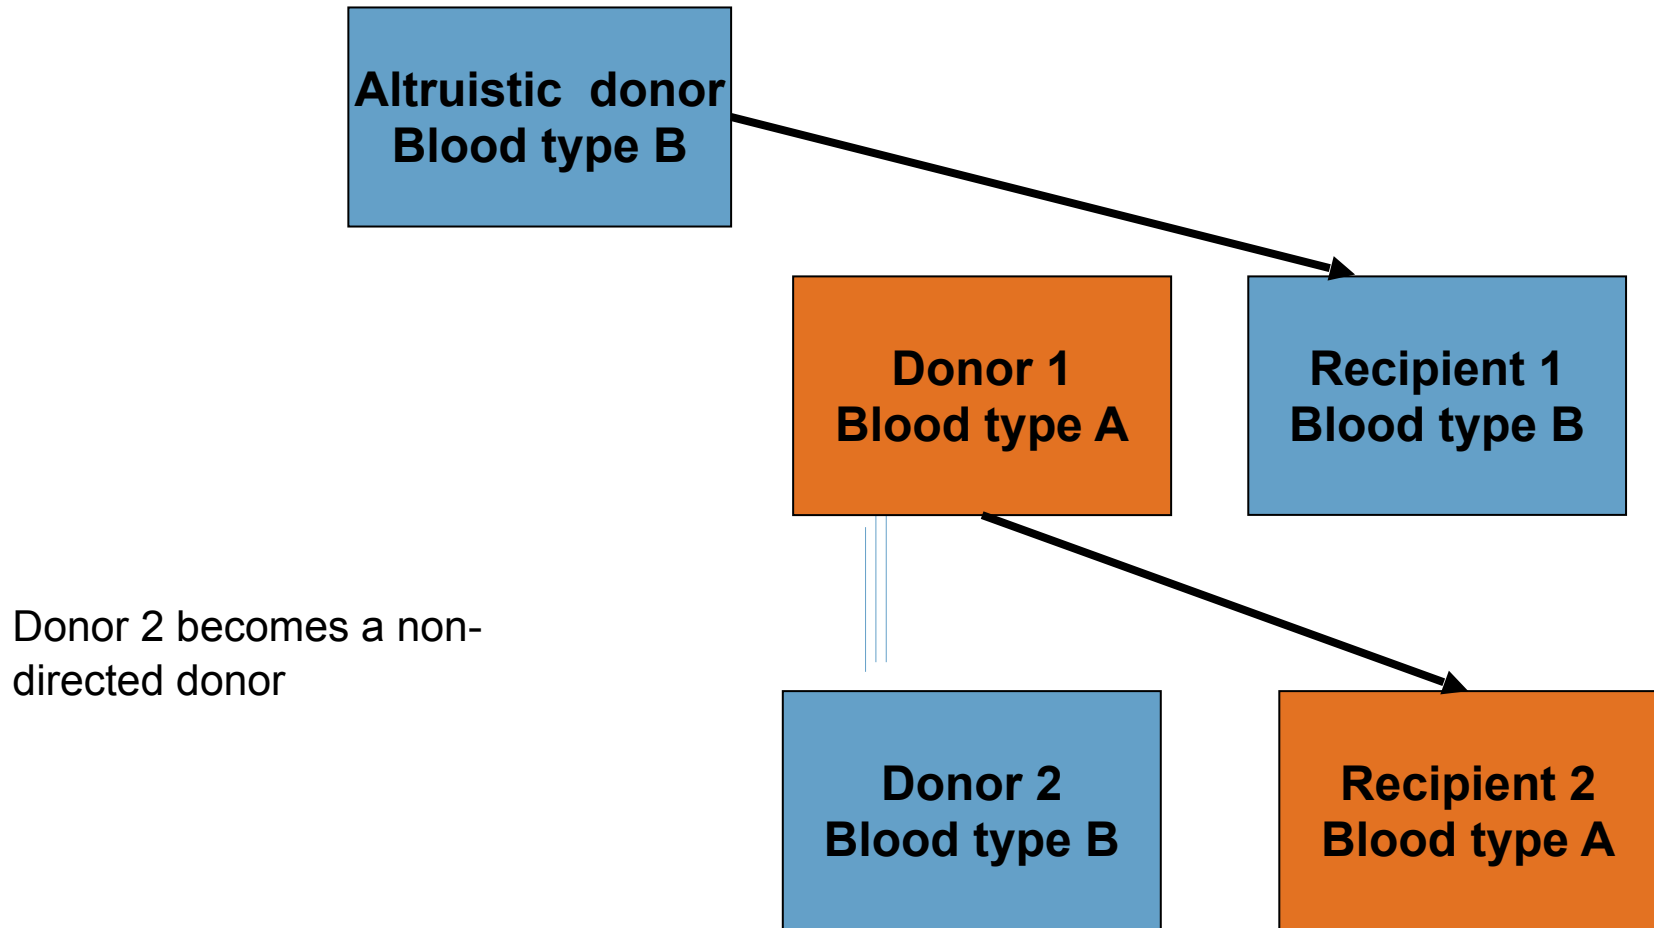 Altruistic donor
Blood type B
Donor 1
Blood type A
Recipient 1
Blood type B
Donor 2 becomes a non-
directed donor
Donor 2
Blood type B
Recipient 2
Blood type A